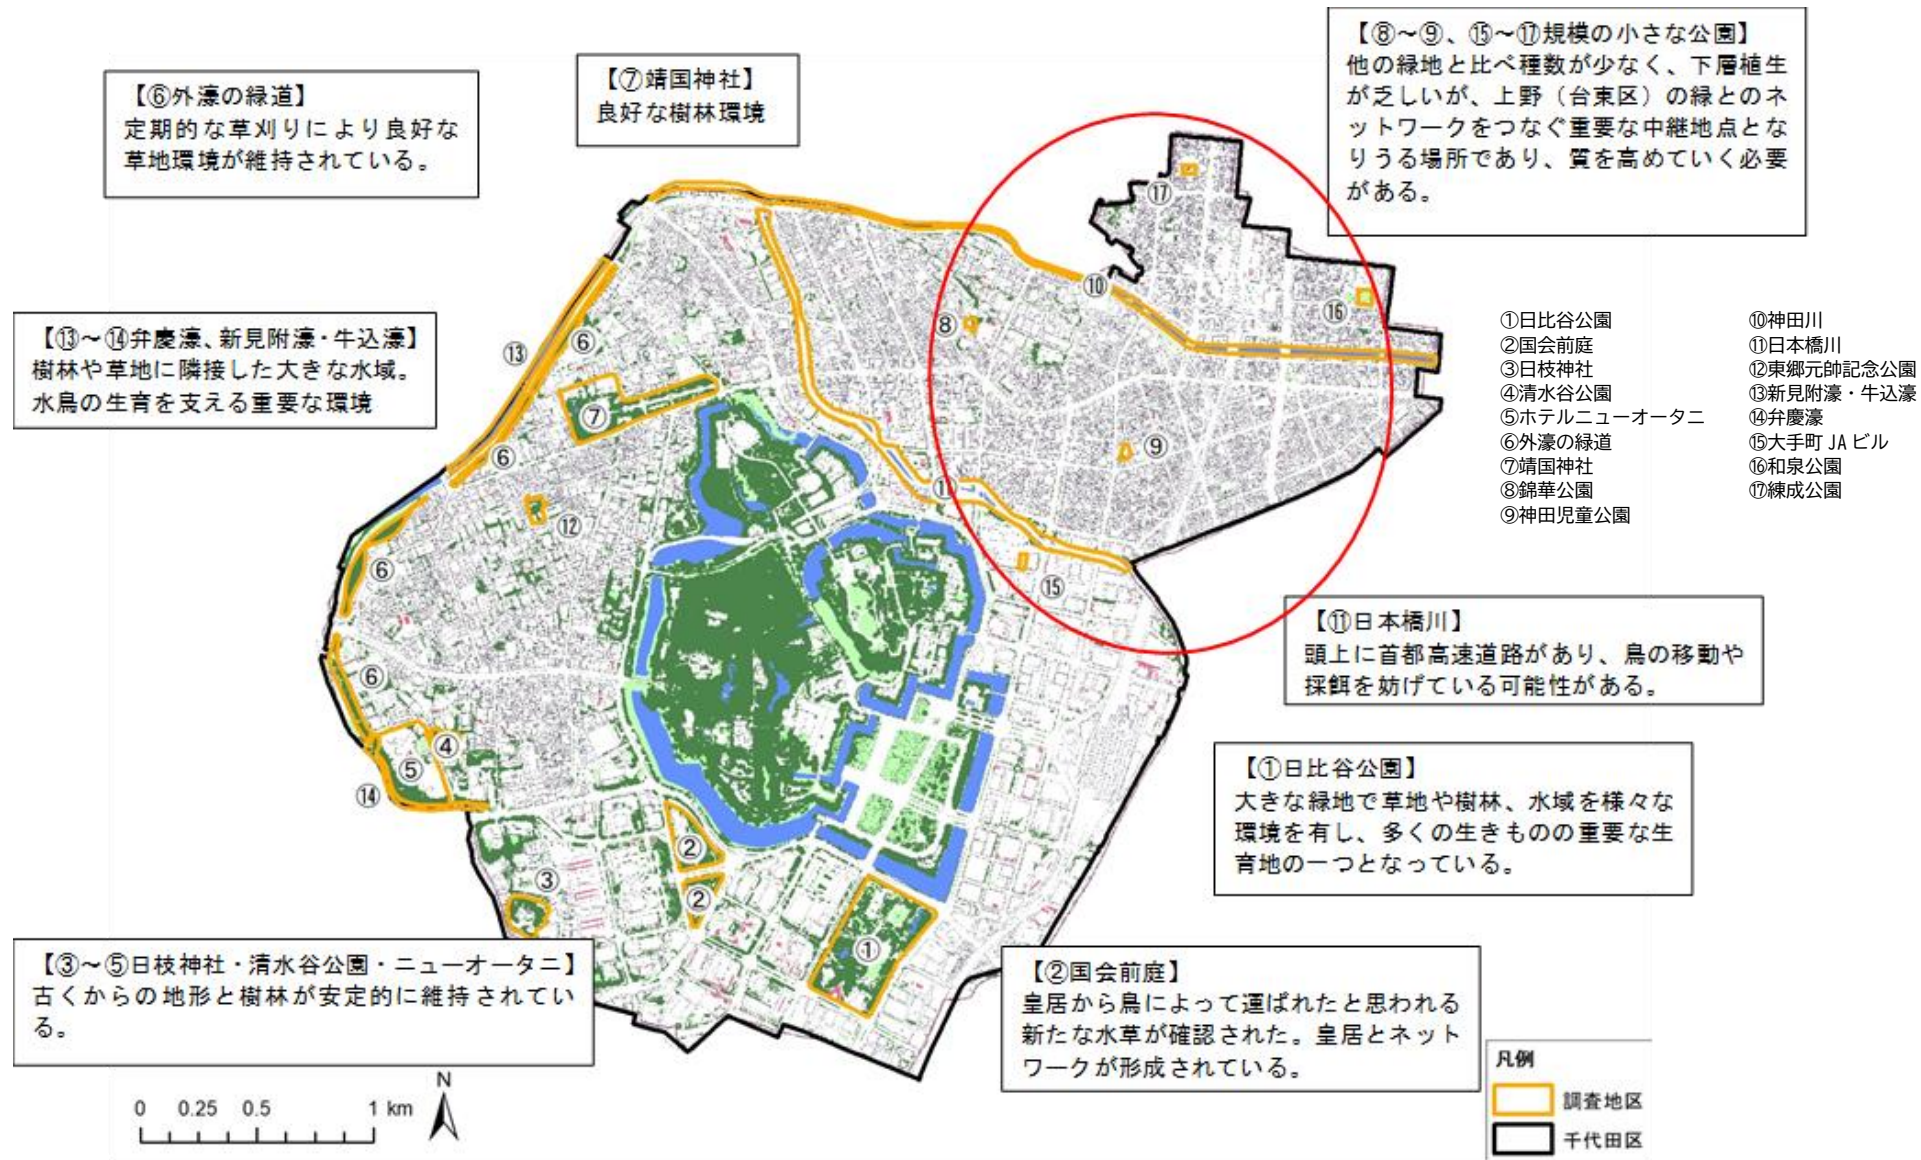 【⑥外濠の緑道】
定期的な草刈りにより良好な
草地環境が維持されている。
【⑦靖国神社】
良好な樹林環境
【⑧～⑨、⑮～⑰規模の小さな公園】
他の緑地と比べ種数が少なく、下層植生
が乏しいが、上野（台東区）の緑とのネ
ットワークをつなぐ重要な中継地点とな
りうる場所であり、質を高めていく必要
がある。
【⑬～⑭弁慶濠、新見附濠・牛込濠】
樹林や草地に隣接した大きな水域。
水鳥の生育を支える重要な環境
⑰
⑩
⑯
⑧
⑬
⑥
⑦
⑨
⑥
⑪
⑫
⑥
⑮
⑥
④
⑤
⑭
②
③
②
①
①日比谷公園
②国会前庭
③日枝神社
④清水谷公園
⑤ホテルニューオータニ
⑥外濠の緑道
⑦靖国神社
⑧錦華公園
⑨神田児童公園
⑩神田川
⑪日本橋川
⑫東郷元帥記念公園
⑬新見附濠・牛込濠
⑭弁慶濠
⑮大手町 JA ビル
⑯和泉公園
⑰練成公園
【⑪日本橋川】
頭上に首都高速道路があり、鳥の移動や
採餌を妨げている可能性がある。
【①日比谷公園】
大きな緑地で草地や樹林、水域を様々な
環境を有し、多くの生きものの重要な生
育地の一つとなっている。
【③～⑤日枝神社・清水谷公園・ニューオータニ】
古くからの地形と樹林が安定的に維持されてい
る。
【②国会前庭】
皇居から鳥によって運ばれたと思われる
新たな水草が確認された。皇居とネット
ワークが形成されている。
0 0.25 0.5 1 km
N
凡例
調査地区
千代田区